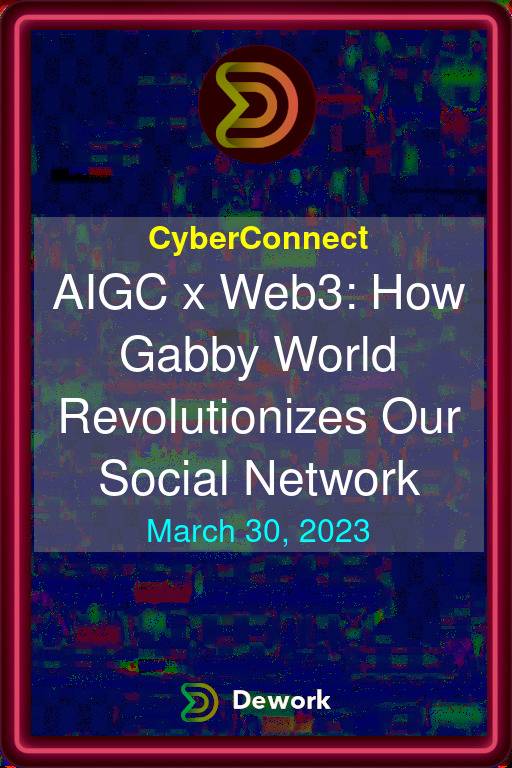 CyberConnect
AIGC x Web3: How
Gabby World
Revolutionizes Our
Social Network
March 30, 2023
Dework